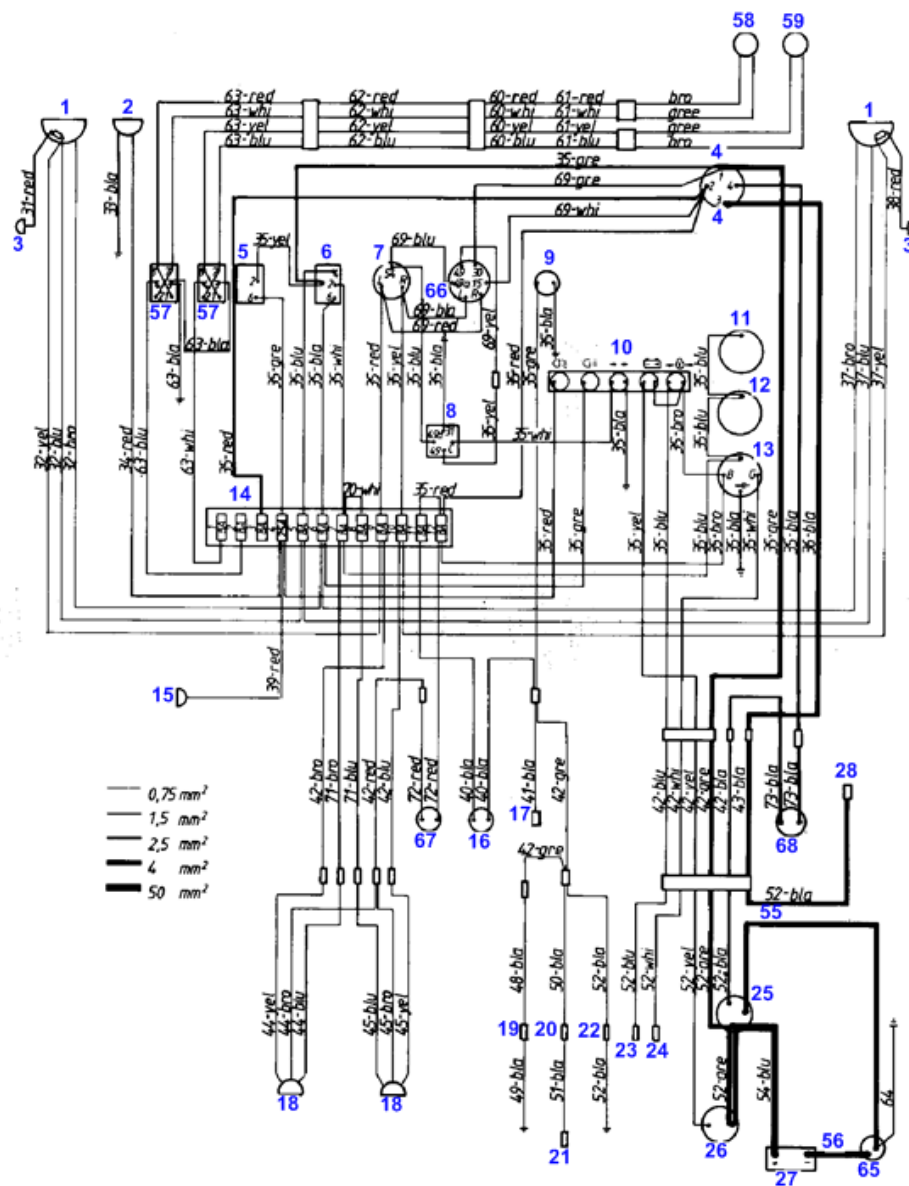 58 59
63-red 62-red 60-red 61-red bro
63-whi 62-whi 60-whi 61-whi gree
63-yel 62-yel 60-yel 61-yel gree
63-blu 62-blu 60-blu 61-blu bro
1 2 4 1
31-red 33-bla 35-gre 69-gre 69-whi 38-red
3 4 3
5 35-yel 6 7 69-blu 66 9
57 57 69-bla 69-red 69-yel
63-bla 63-bla
35-gre 35-blu 35-bla 35-whi 35-red 35-yel 35-blu 35-bla
8 35-yel 35-red 35-gre 35-bla
10 35-whi 35-bla 35-bro
11 35-blu
12 35-blu
13
37-bro 37-blu 37-yel
32-yel 32-blu 32-bro
34-red 63-blu 63-whi 35-red
14 70-whi 35-red
35-red 35-gre 35-yel 35-blu
35-blu 35-bro 35-bla 35-whi 35-gre 35-bla 35-bla
15 39-red
42-bro 71-bro 71-blu 42-red 42-blu
72-red 72-red 40-bla 40-bla 41-bla 42-gre
42-blu 42-whi 42-yel 42-gre 42-bla 43-bla
73-bla 73-bla
67 16 17 68 28
0,75 mm²
1,5 mm²
2,5 mm²
4 mm²
50 mm²
42-gre
52-bla
55
44-yel 44-bro 44-blu 45-blu 45-bro 45-yel
48-bla 50-bla 52-bla
52-blu 52-whi 52-yel 52-gre 52-bla
25
19 20 22 23 24
49-bla 51-bla 52-bla
52-gre 54-blu 64
18 18 21 26 27 56 65